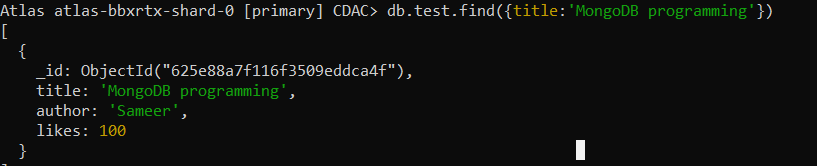 Atlas atlas-bbxrtx-shard-0 [primary] CDAC> db.test.find({title:'MongoDB programming'})
[
  {
    _id: ObjectId("625e88a7f116f3509eddca4f"),
    title: 'MongoDB programming',
    author: 'Sameer',
    likes: 100
  }